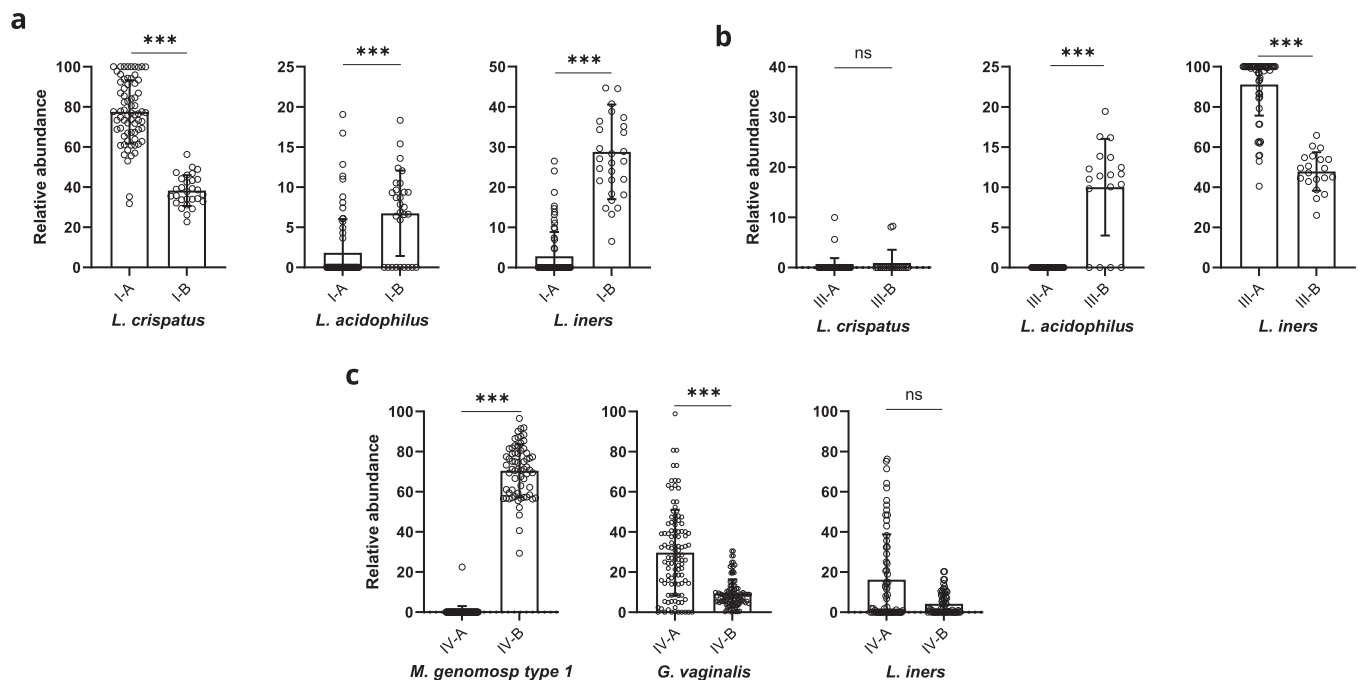 a
***
***
***
Relative abundance
100
80
60
40
20
0
I-A
I-B
L. crispatus
25
20
15
10
5
0
I-A
I-B
L. acidophilus
50
40
30
20
10
0
I-A
I-B
L. iners
b
ns
***
***
Relative abundance
40
30
20
10
0
III-A
III-B
L. crispatus
25
20
15
10
5
0
III-A
III-B
L. acidophilus
100
80
60
40
20
0
III-A
III-B
L. iners
c
***
***
ns
Relative abundance
100
80
60
40
20
0
IV-A
IV-B
M. genomosp type 1
100
80
60
40
20
0
IV-A
IV-B
G. vaginalis
100
80
60
40
20
0
IV-A
IV-B
L. iners